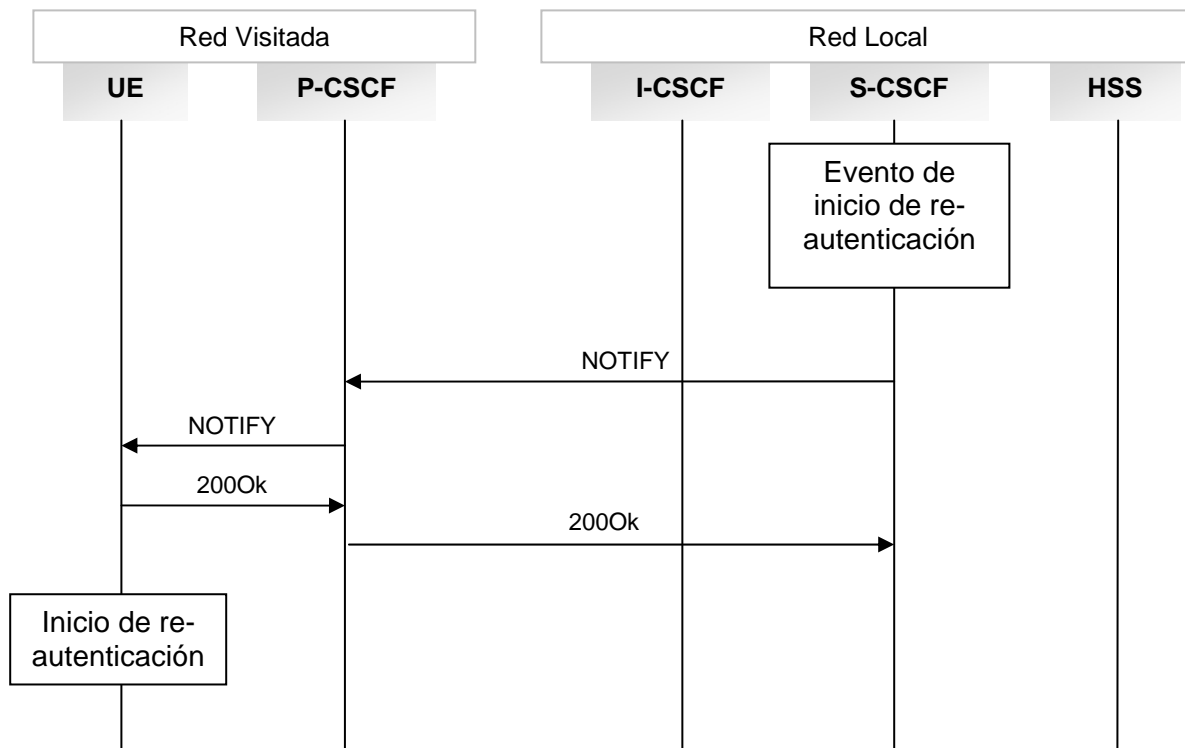 Red Visitada
Red Local
UE
P-CSCF
I-CSCF
S-CSCF
HSS
Evento de
inicio de re-
autenticación
NOTIFY
NOTIFY
200Ok
200Ok
Inicio de re-
autenticación